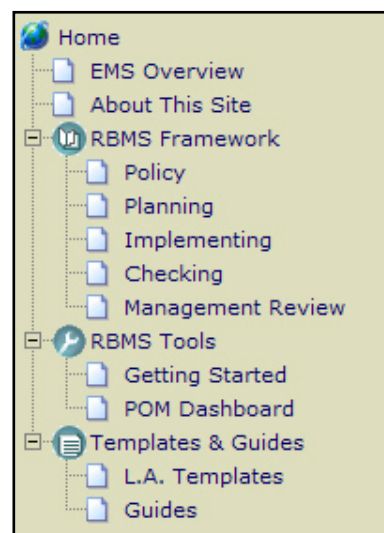 Home
EMS Overview
About This Site
RBMS Framework
Policy
Planning
Implementing
Checking
Management Review
RBMS Tools
Getting Started
POM Dashboard
Templates & Guides
L.A. Templates
Guides